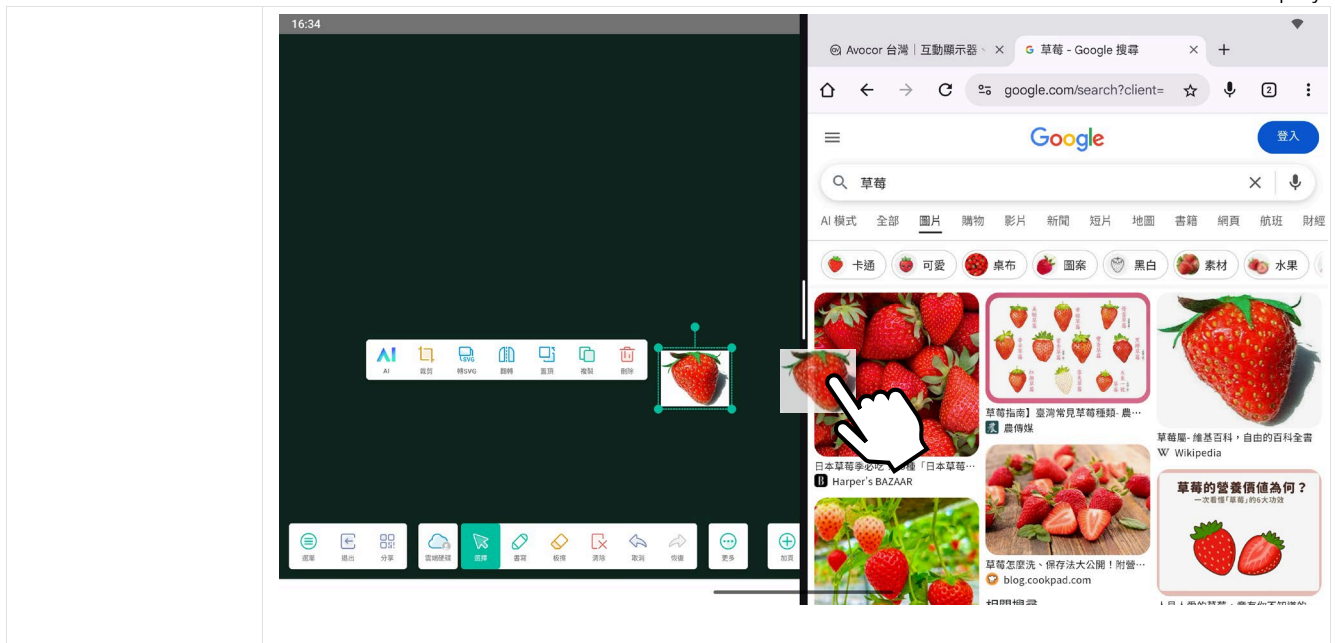 16:34
AI
裁剪
轉SVG
翻轉
置頂
複製
刪除
選單
退出
分享
雲端硬碟
選擇
書寫
板擦
清除
取消
恢復
更多
加頁
Avocor 台灣｜互動顯示器、
草莓 - Google 搜尋
google.com/search?client=
2
Google
登入
草莓
AI 模式 全部 圖片 購物 影片 新聞 短片 地圖 書籍 網頁 航班 財經
卡通 可愛 桌布 圖案 黑白 素材 水果
日本草莓季必吃
種「日本草莓…
Harper's BAZAAR
草莓指南】臺灣常見草莓種類- 農…
農傳媒
草莓屬- 維基百科，自由的百科全書
W Wikipedia
草莓怎麼洗、保存法大公開！附營…
blog.cookpad.com
草莓的營養價值為何？
一次看懂「草莓」的6大功效
相關搜尋